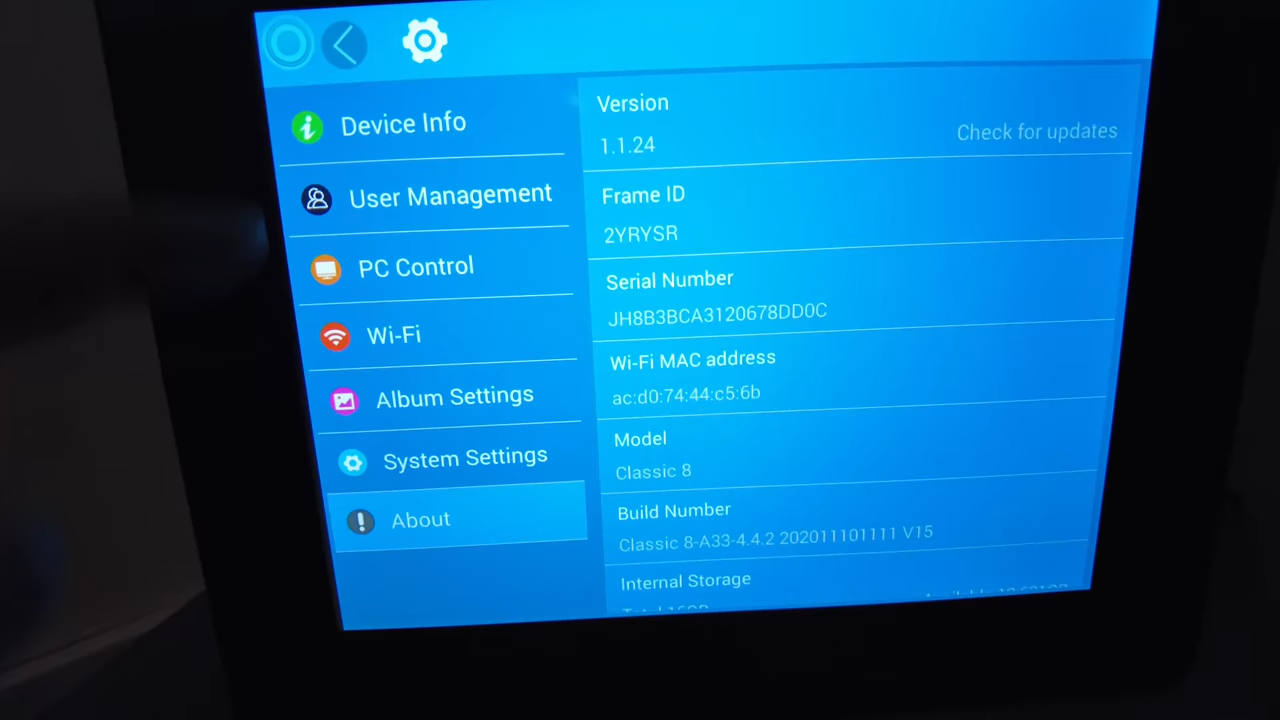 Device Info
User Management
PC Control
Wi-Fi
Album Settings
System Settings
About
Version
1.1.24
Check for updates
Frame ID
2YRYSR
Serial Number
JH8B3BCA3120678DD0C
Wi-Fi MAC address
ac:d0:74:44:c5:6b
Model
Classic 8
Build Number
Classic 8-A33-4.4.2 202011101111 V15
Internal Storage